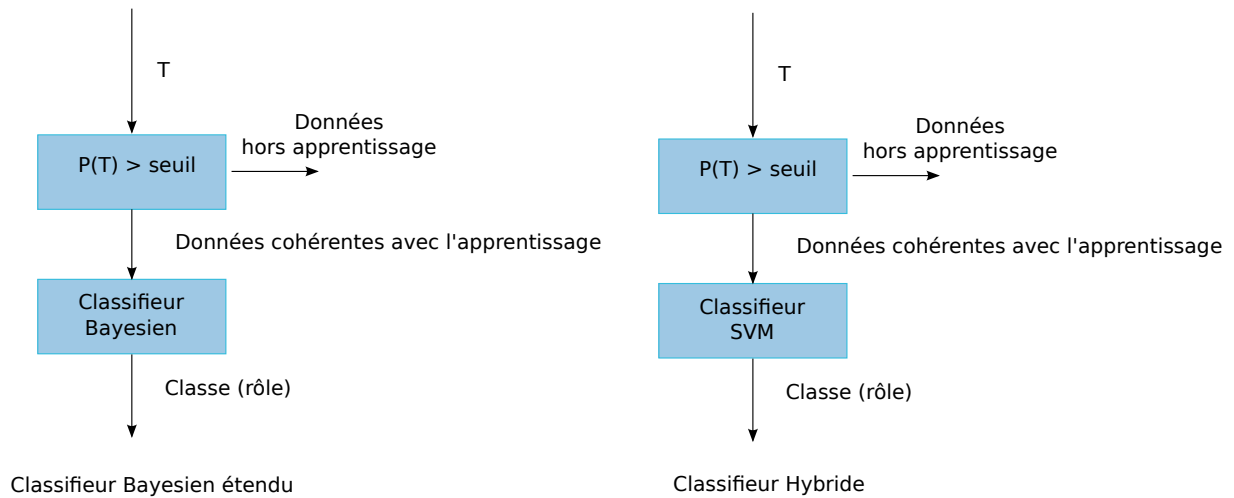 T
Données
hors apprentissage
P(T) > seuil
Données cohérentes avec l'apprentissage
Classifieur
Bayesien
Classe (rôle)
Classifieur Bayesien étendu
T
Données
hors apprentissage
P(T) > seuil
Données cohérentes avec l'apprentissage
Classifieur
SVM
Classe (rôle)
Classifieur Hybride